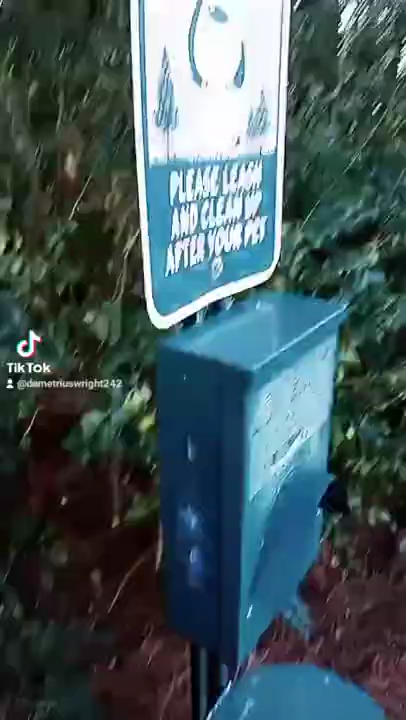 PLEASE LEASH
AND CLEAN UP
AFTER YOUR PET
TikTok
@dametriuswright242